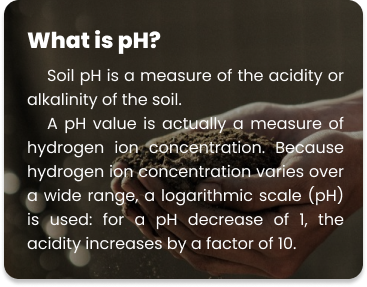 What is pH?
Soil pH is a measure of the acidity or
alkalinity of the soil.
A pH value is actually a measure of
hydrogen ion concentration. Because
hydrogen ion concentration varies over
a wide range, a logarithmic scale (pH)
is used: for a pH decrease of 1, the
acidity increases by a factor of 10.